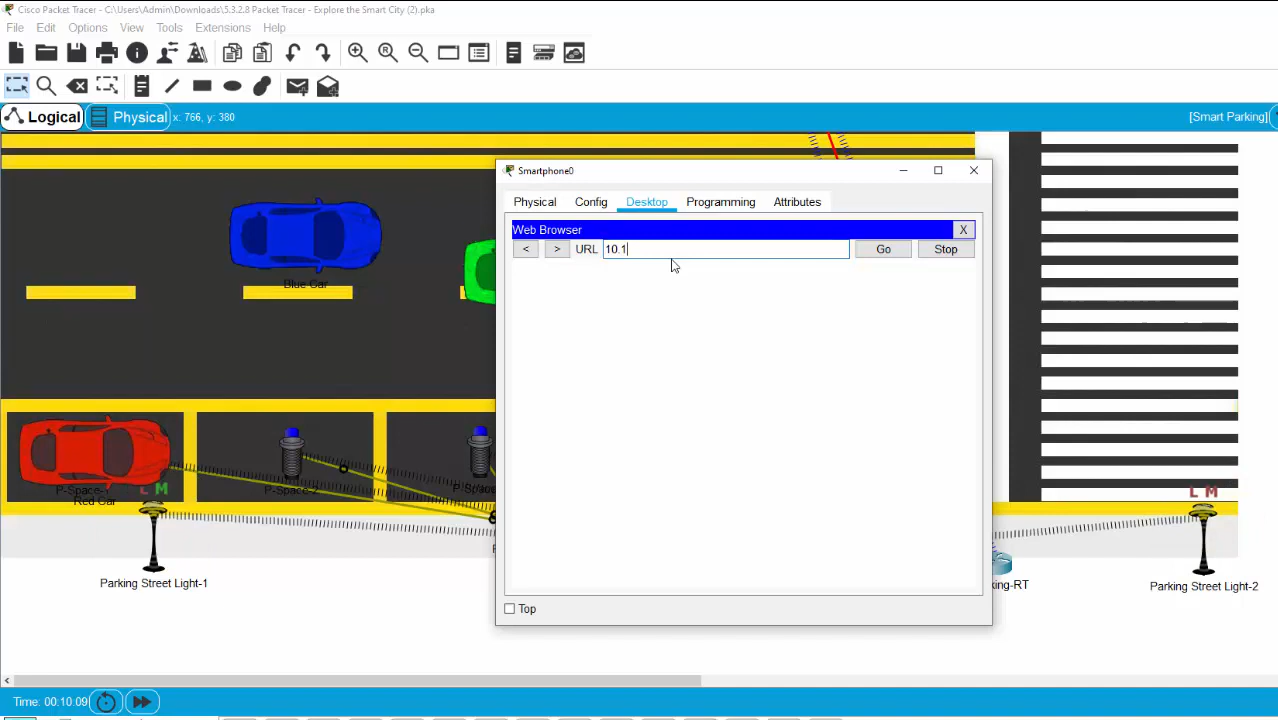 Cisco Packet Tracer - C:\Users\Admin\Downloads\5.3.2.8 Packet Tracer - Explore the Smart City (2).pka
File Edit Options View Tools Extensions Help
Logical Physical x: 766, y: 380 [Smart Parking]
Smartphone0
Physical Config Desktop Programming Attributes
Web Browser X
< > URL 10.1 Go Stop
Blue Car
P-Space-1 L M P-Space-2 P-Space
Red Car
L M
Parking Street Light-1
king-RT Parking Street Light-2
Top
Time: 00:10:09